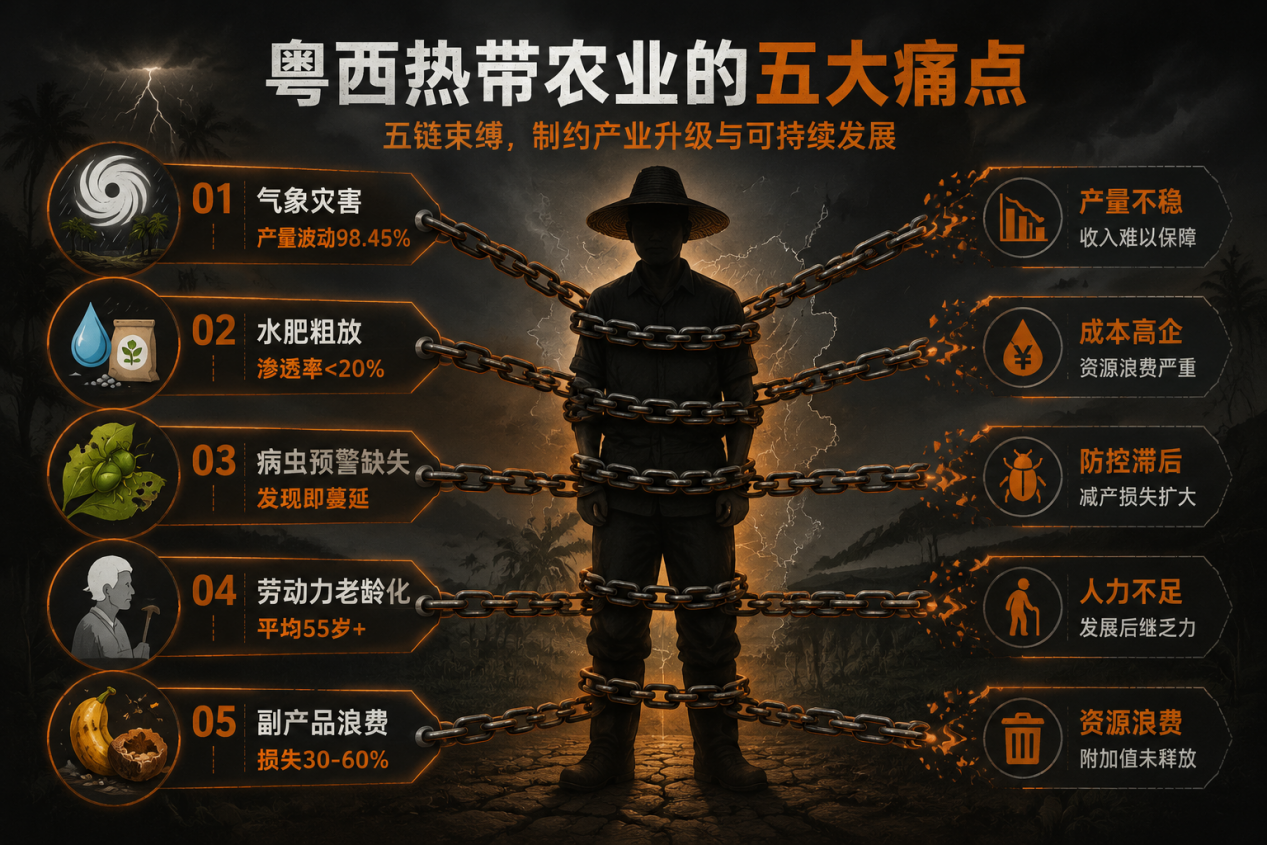 粤西热带农业的五大痛点
五链束缚，制约产业升级与可持续发展
01
气象灾害
产量波动98.45%
产量不稳
收入难以保障
02
水肥粗放
渗透率<20%
¥
成本高企
资源浪费严重
03
病虫预警缺失
发现即蔓延
防控滞后
减产损失扩大
04
劳动力老龄化
平均55岁+
人力不足
发展后继乏力
05
副产品浪费
损失30-60%
资源浪费
附加值未释放